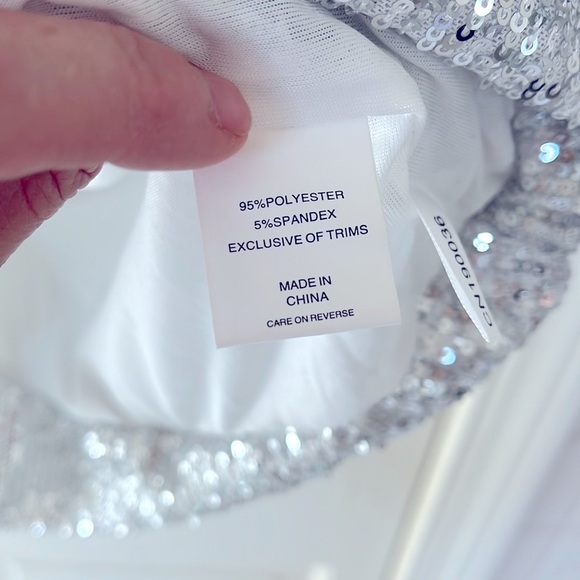 95%POLYESTER
5%SPANDEX
EXCLUSIVE OF TRIMS
MADE IN
CHINA
CARE ON REVERSE
CN190036